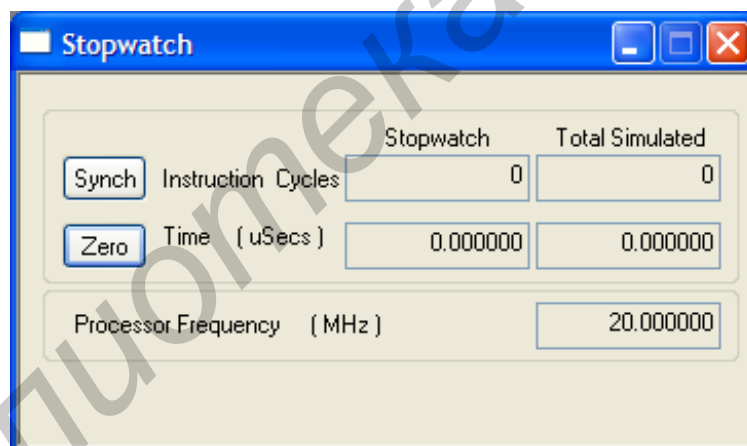 Stopwatch
Stopwatch Total Simulated
Synch Instruction Cycles 0 0
Zero Time ( uSecs ) 0.000000 0.000000
Processor Frequency ( MHz ) 20.000000